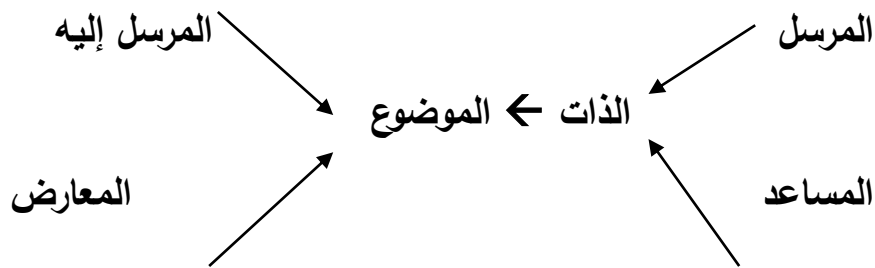 المرسل المرسل إليه
الذات ← الموضوع
المساعد المعارض